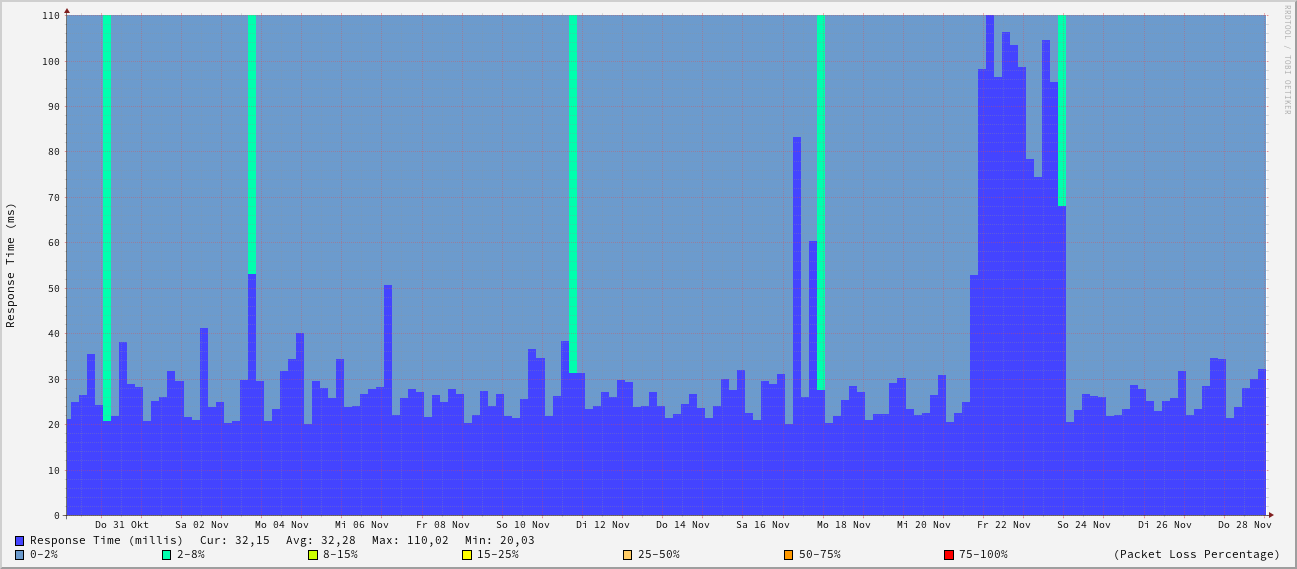 110
100
90
80
70
60
50
40
30
20
10
0
Response Time (ms)
RRDTOOL / TOBI OETIKER
Do 31 Okt Sa 02 Nov Mo 04 Nov Mi 06 Nov Fr 08 Nov So 10 Nov Di 12 Nov Do 14 Nov Sa 16 Nov Mo 18 Nov Mi 20 Nov Fr 22 Nov So 24 Nov Di 26 Nov Do 28 Nov
Response Time (millis) Cur: 32,15 Avg: 32,28 Max: 110,02 Min: 20,03
0-2% 2-8% 8-15% 15-25% 25-50% 50-75% 75-100% (Packet Loss Percentage)